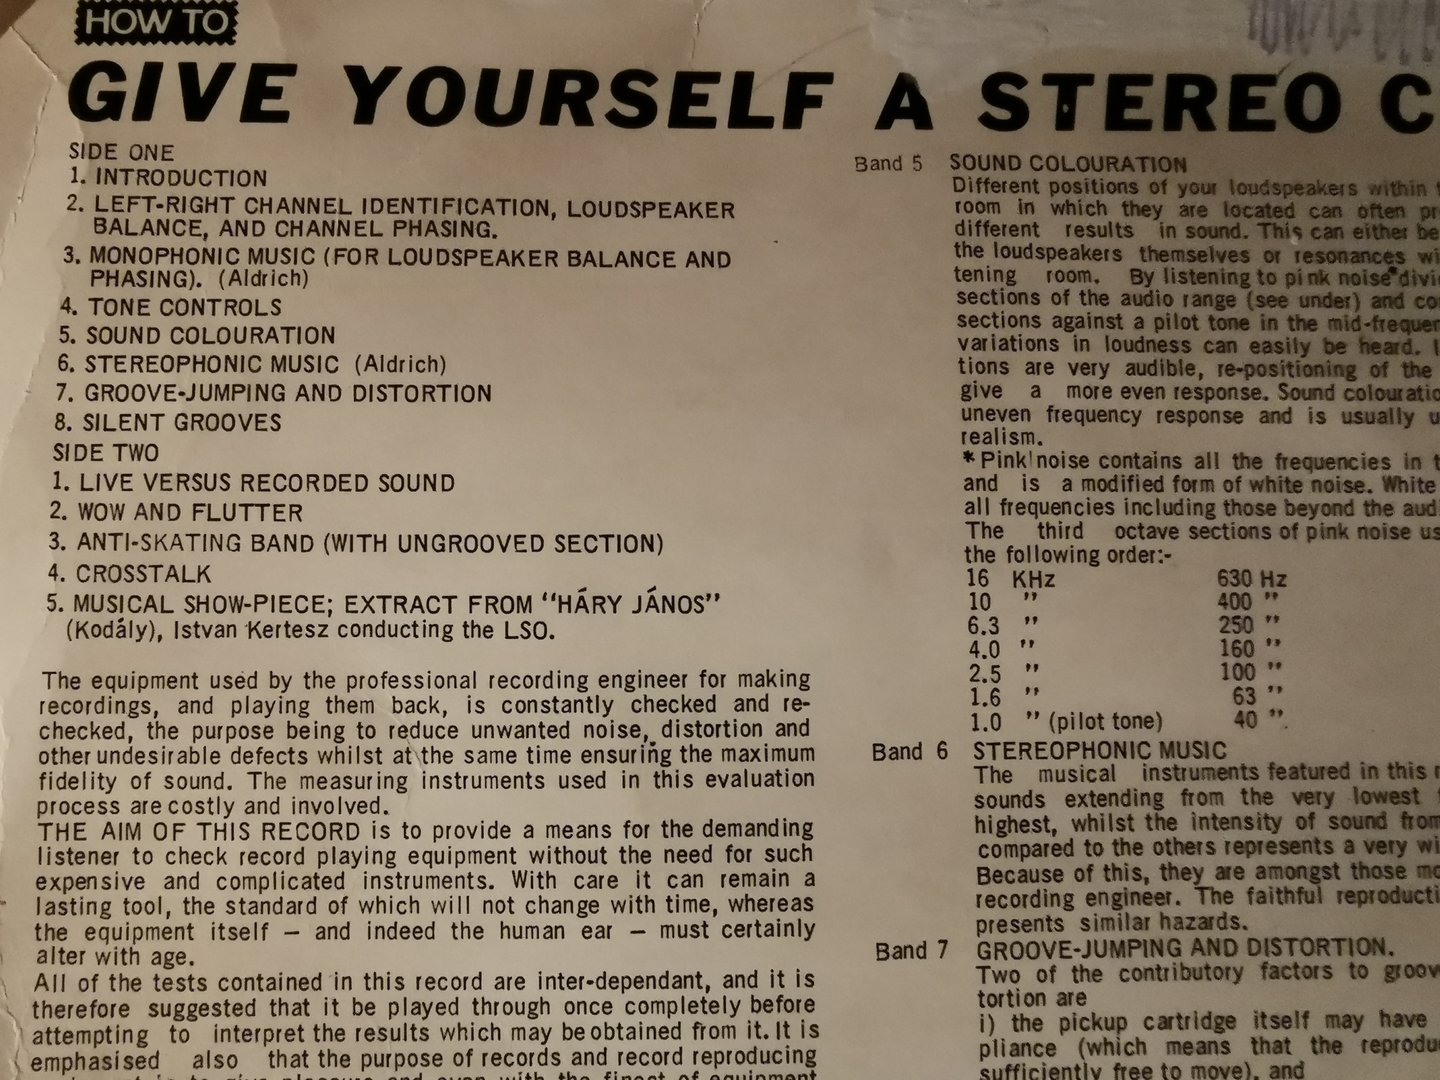 HOW TO
GIVE YOURSELF A STEREO C
SIDE ONE
1. INTRODUCTION
2. LEFT-RIGHT CHANNEL IDENTIFICATION, LOUDSPEAKER
BALANCE, AND CHANNEL PHASING.
3. MONOPHONIC MUSIC (FOR LOUDSPEAKER BALANCE AND
PHASING). (Aldrich)
4. TONE CONTROLS
5. SOUND COLOURATION
6. STEREOPHONIC MUSIC (Aldrich)
7. GROOVE-JUMPING AND DISTORTION
8. SILENT GROOVES
SIDE TWO
1. LIVE VERSUS RECORDED SOUND
2. WOW AND FLUTTER
3. ANTI-SKATING BAND (WITH UNGROOVED SECTION)
4. CROSSTALK
5. MUSICAL SHOW-PIECE; EXTRACT FROM "HÁRY JÁNOS"
(Kodály), Istvan Kertesz conducting the LSO.
The equipment used by the professional recording engineer for making
recordings, and playing them back, is constantly checked and re-
checked, the purpose being to reduce unwanted noise, distortion and
other undesirable defects whilst at the same time ensuring the maximum
fidelity of sound. The measuring instruments used in this evaluation
process are costly and involved.
THE AIM OF THIS RECORD is to provide a means for the demanding
listener to check record playing equipment without the need for such
expensive and complicated instruments. With care it can remain a
lasting tool, the standard of which will not change with time, whereas
the equipment itself — and indeed the human ear — must certainly
alter with age.
All of the tests contained in this record are inter-dependant, and it is
therefore suggested that it be played through once completely before
attempting to interpret the results which may be obtained from it. It is
emphasised also that the purpose of records and record reproducing
Band 5 SOUND COLOURATION
Different positions of your loudspeakers within
room in which they are located can often pr
different results in sound. This can either be
the loudspeakers themselves or resonances wi
tening room. By listening to pink noise*divi
sections of the audio range (see under) and co
sections against a pilot tone in the mid-frequen
variations in loudness can easily be heard. I
tions are very audible, re-positioning of the
give a more even response. Sound colouratio
uneven frequency response and is usually u
realism.
*Pink noise contains all the frequencies in t
and is a modified form of white noise. White
all frequencies including those beyond the aud
The third octave sections of pink noise us
the following order:-
16 KHz 630 Hz
10 " 400 "
6.3 " 250 "
4.0 " 160 "
2.5 " 100 "
1.6 " 63 "
1.0 " (pilot tone) 40 ".
Band 6 STEREOPHONIC MUSIC
The musical instruments featured in this r
sounds extending from the very lowest
highest, whilst the intensity of sound from
compared to the others represents a very wi
Because of this, they are amongst those mo
recording engineer. The faithful reproducti
presents similar hazards.
Band 7 GROOVE-JUMPING AND DISTORTION.
Two of the contributory factors to groov
tortion are
i) the pickup cartridge itself may have
pliance (which means that the reprodu
sufficiently free to move), and